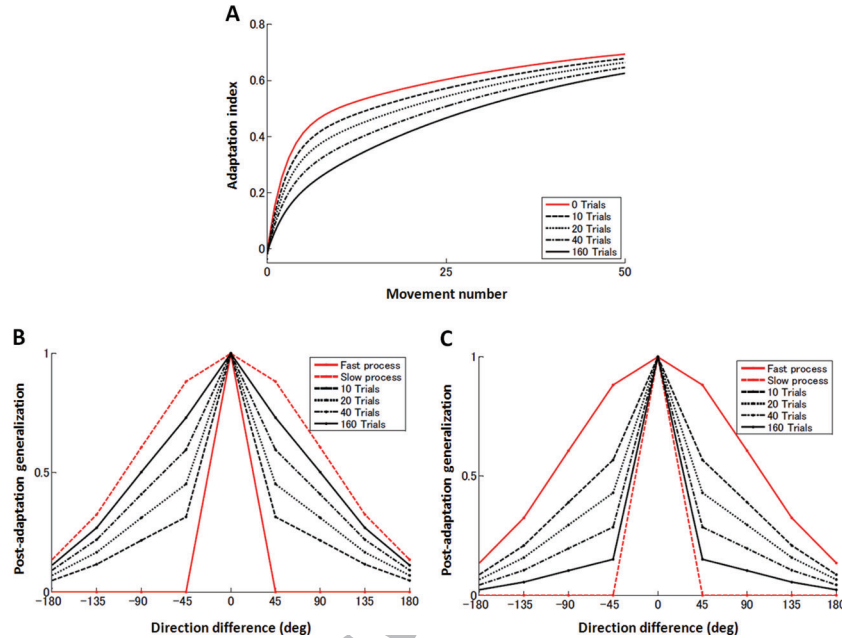 A
0.8
0.6
0.4
0.2
0
Adaptation index
0 Trials
10 Trials
20 Trials
40 Trials
160 Trials
0
25
50
Movement number
B
1
0.5
0
Post-adaptation generalization
Fast process
Slow process
10 Trials
20 Trials
40 Trials
160 Trials
-180 -135 -90 -45 0 45 90 135 180
Direction difference (deg)
C
1
0.5
0
Post-adaptation generalization
Fast process
Slow process
10 Trials
20 Trials
40 Trials
160 Trials
-180 -135 -90 -45 0 45 90 135 180
Direction difference (deg)